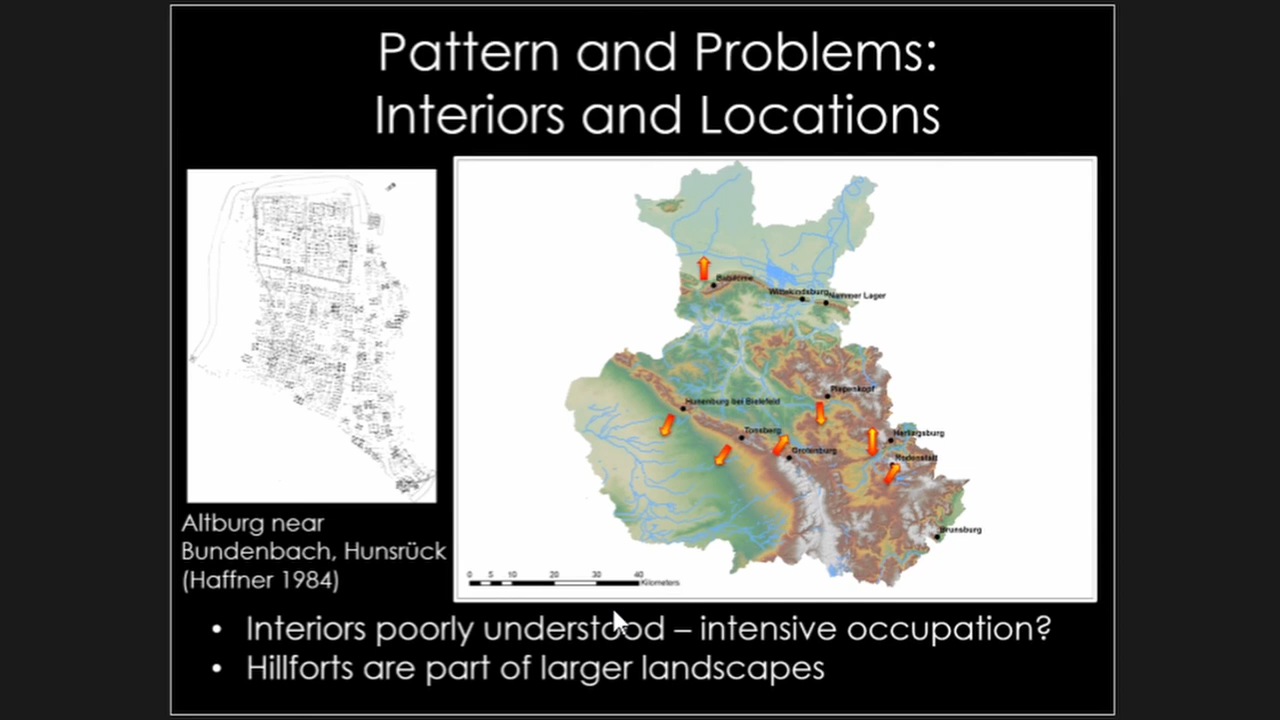 Pattern and Problems:
Interiors and Locations
Babilonie
Wittekindsburg
Nammer Lager
Piepenkopf
Hünenburg bei Bielefeld
Tönsberg
Herlingsburg
Grotenburg
Rodenstatt
Brunsburg
0 5 10 20 30 40
Kilometers
Altburg near
Bundenbach, Hunsrück
(Haffner 1984)
• Interiors poorly understood – intensive occupation?
• Hillforts are part of larger landscapes